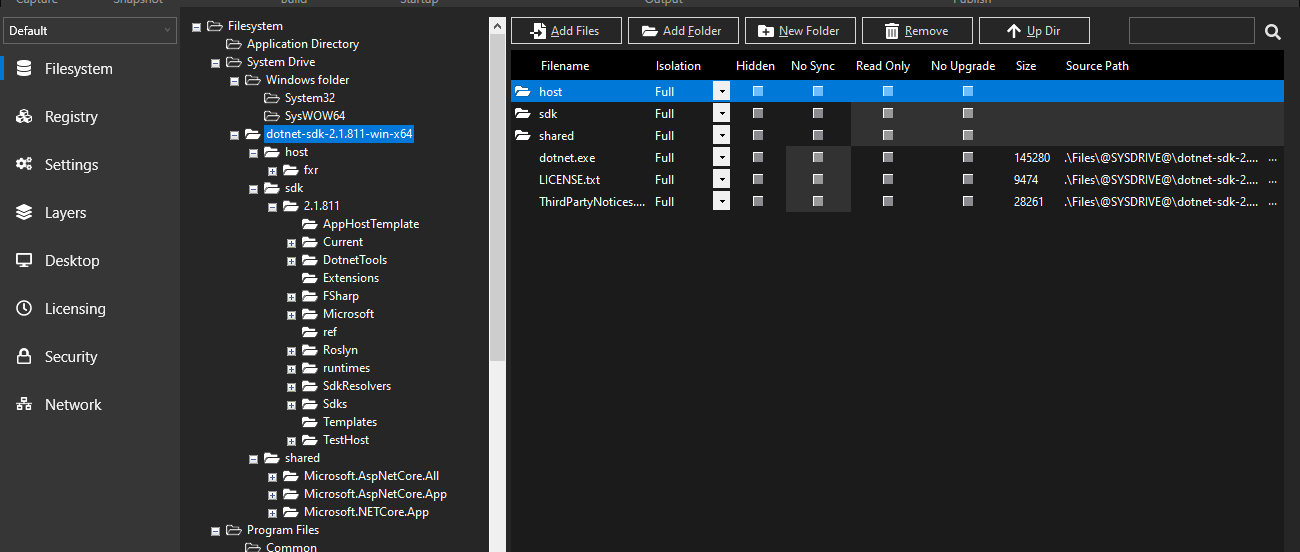 Capture Snapshot Build Startup Output Publish
Default
Filesystem
Registry
Settings
Layers
Desktop
Licensing
Security
Network
Filesystem
Application Directory
System Drive
Windows folder
System32
SysWOW64
dotnet-sdk-2.1.811-win-x64
host
fxr
sdk
2.1.811
AppHostTemplate
Current
DotnetTools
Extensions
FSharp
Microsoft
ref
Roslyn
runtimes
SdkResolvers
Sdks
Templates
TestHost
shared
Microsoft.AspNetCore.All
Microsoft.AspNetCore.App
Microsoft.NETCore.App
Program Files
Common
Add Files Add Folder New Folder Remove Up Dir
Filename Isolation Hidden No Sync Read Only No Upgrade Size Source Path
host Full
sdk Full
shared Full
dotnet.exe Full 145280 .\Files\@SYSDRIVE@\dotnet-sdk-2.... ...
LICENSE.txt Full 9474 .\Files\@SYSDRIVE@\dotnet-sdk-2.... ...
ThirdPartyNotices.... Full 28261 .\Files\@SYSDRIVE@\dotnet-sdk-2.... ...